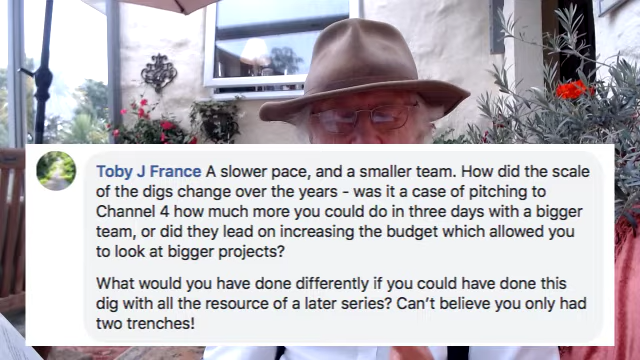 Toby J France A slower pace, and a smaller team. How did the scale
of the digs change over the years - was it a case of pitching to
Channel 4 how much more you could do in three days with a bigger
team, or did they lead on increasing the budget which allowed you
to look at bigger projects?
What would you have done differently if you could have done this
dig with all the resource of a later series? Can't believe you only had
two trenches!